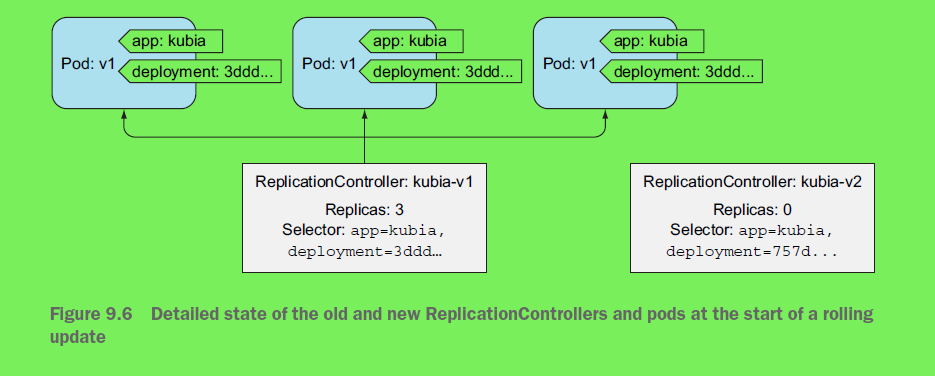 app: kubia
Pod: v1
deployment: 3ddd...
app: kubia
Pod: v1
deployment: 3ddd...
app: kubia
Pod: v1
deployment: 3ddd...
ReplicationController: kubia-v1
Replicas: 3
Selector: app=kubia,
deployment=3ddd…
ReplicationController: kubia-v2
Replicas: 0
Selector: app=kubia,
deployment=757d...
Figure 9.6 Detailed state of the old and new ReplicationControllers and pods at the start of a rolling
update